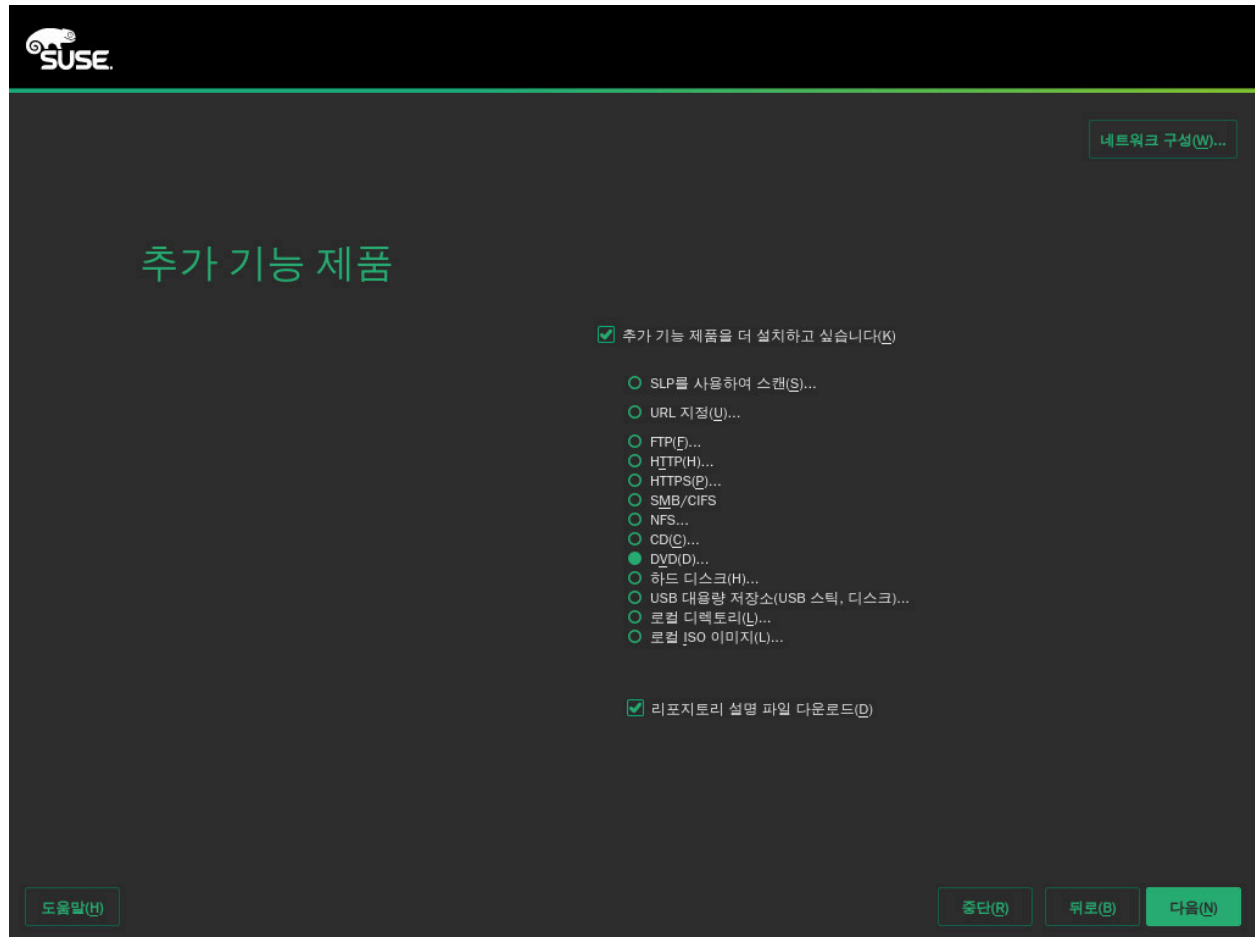 SUSE.
네트워크 구성(W)...
추가 기능 제품
추가 기능 제품을 더 설치하고 싶습니다(K)
SLP를 사용하여 스캔(S)...
URL 지정(U)...
FTP(F)...
HTTP(H)...
HTTPS(P)...
SMB/CIFS
NFS...
CD(C)...
DVD(D)...
하드 디스크(H)...
USB 대용량 저장소(USB 스틱, 디스크)...
로컬 디렉토리(L)...
로컬 ISO 이미지(L)...
리포지토리 설명 파일 다운로드(D)
도움말(H)
중단(R)
뒤로(B)
다음(N)